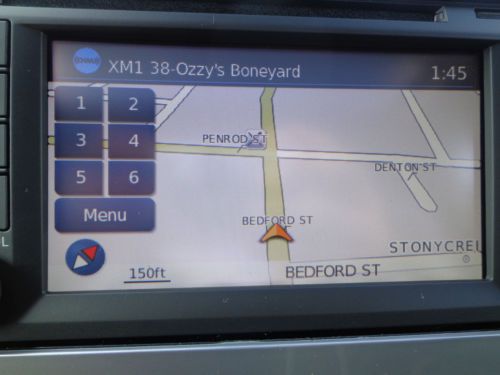 XM1 38-Ozzy's Boneyard 1:45
1 2
3 4
5 6
Menu
PENROD ST
DENTON ST
BEDFORD ST
STONYCRE
150ft
BEDFORD ST